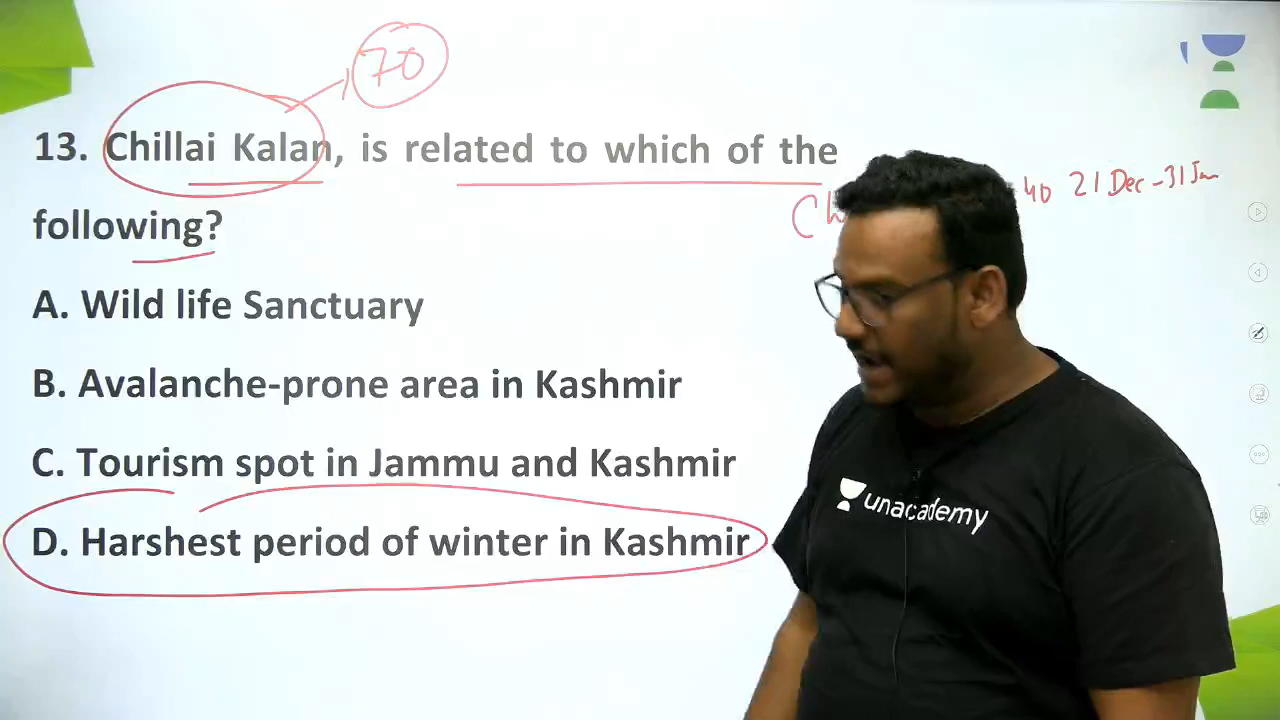 70
13. Chillai Kalan, is related to which of the
40 21 Dec - 31 Jan
Ch
following?
A. Wild life Sanctuary
B. Avalanche-prone area in Kashmir
C. Tourism spot in Jammu and Kashmir
D. Harshest period of winter in Kashmir
unacademy